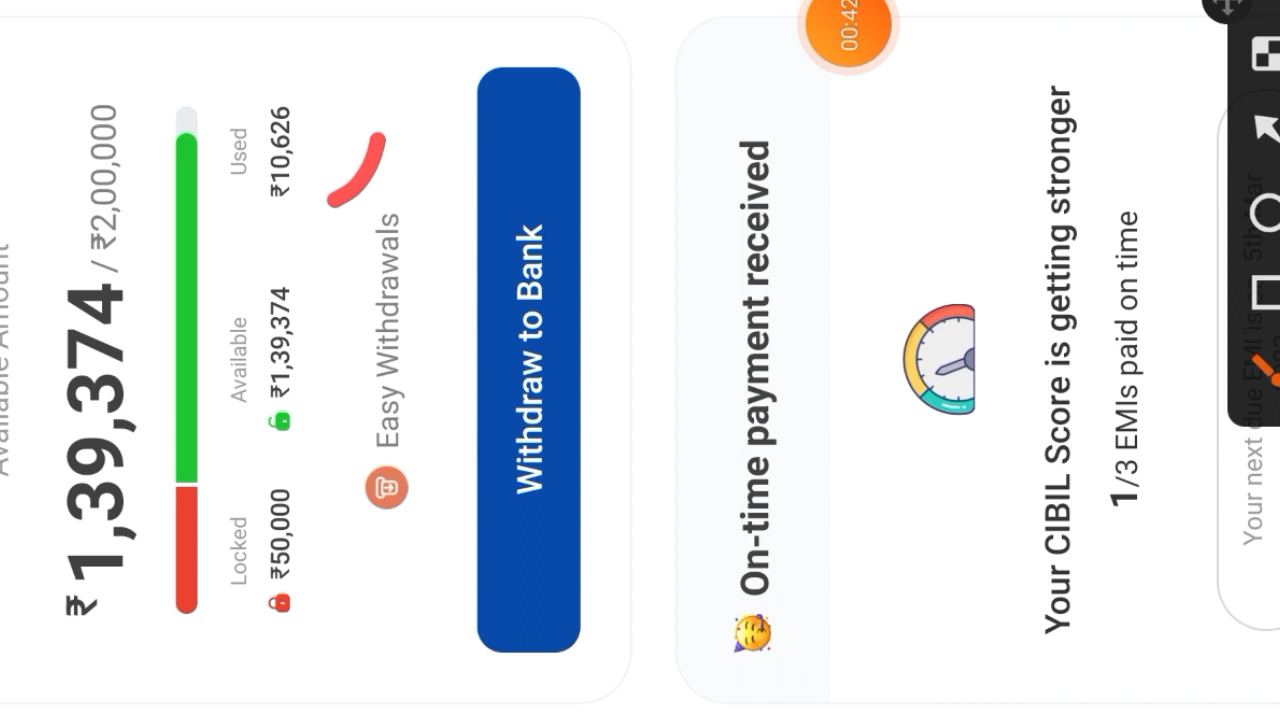 Available Amount
₹1,39,374 / ₹2,00,000
Locked Available Used
₹50,000 ₹1,39,374 ₹10,626
Easy Withdrawals
Withdraw to Bank
On-time payment received
Your CIBIL Score is getting stronger
1/3 EMIs paid on time
Your next due EMI is 5th Mar
00:42